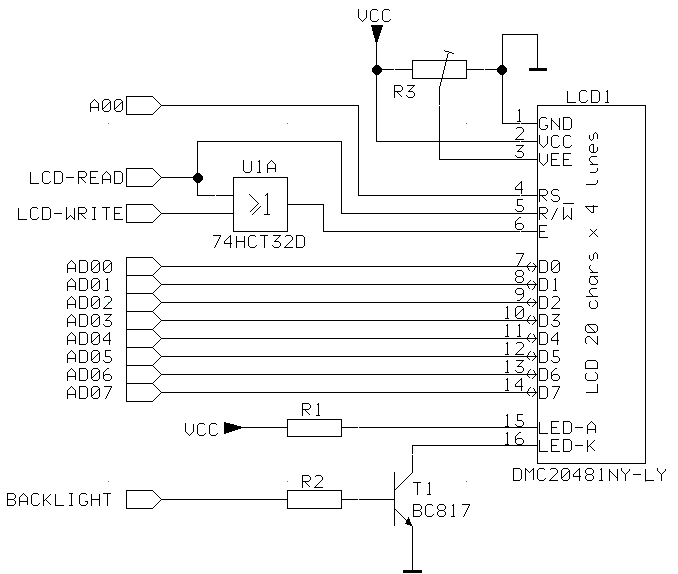 VCC
R3
LCD1
A00
1 GND
2 VCC
3 VEE
LCD-READ
U1A
4 RS
LCD-WRITE
≥1
5 R/W̅
6 E
74HCT32D
AD00 7 D0
AD01 8 D1
AD02 9 D2
AD03 10 D3
AD04 11 D4
AD05 12 D5
AD06 13 D6
AD07 14 D7
LCD 20 chars x 4 lines
R1
VCC 15 LED-A
16 LED-K
DMC20481NY-LY
R2
T1
BACKLIGHT
BC817